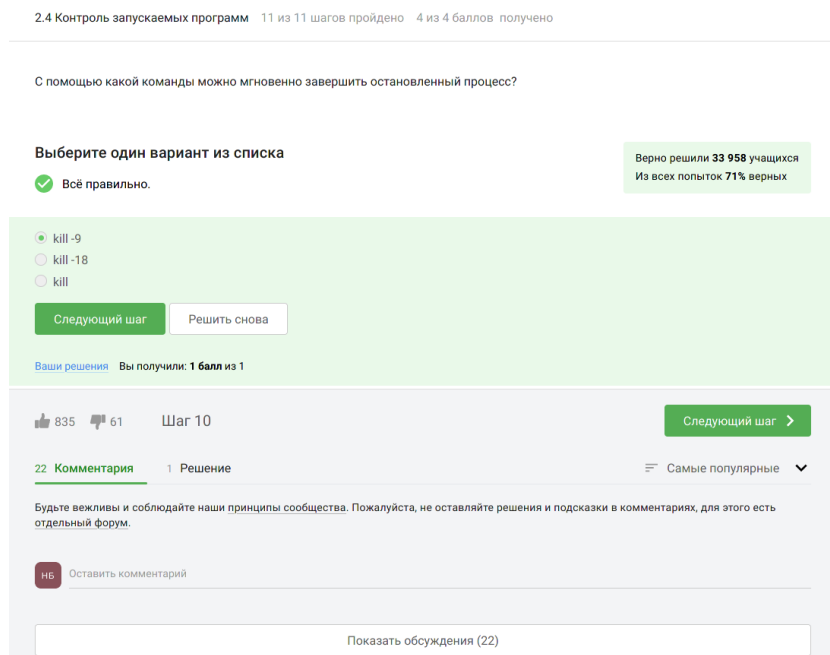 2.4 Контроль запускаемых программ 11 из 11 шагов пройдено 4 из 4 баллов получено
С помощью какой команды можно мгновенно завершить остановленный процесс?
Выберите один вариант из списка
Всё правильно.
Верно решили 33 958 учащихся
Из всех попыток 71% верных
kill -9
kill -18
kill
Следующий шаг Решить снова
Ваши решения Вы получили: 1 балл из 1
835 61 Шаг 10 Следующий шаг
22 Комментария 1 Решение Самые популярные
Будьте вежливы и соблюдайте наши принципы сообщества. Пожалуйста, не оставляйте решения и подсказки в комментариях, для этого есть
отдельный форум.
НБ Оставить комментарий
Показать обсуждения (22)